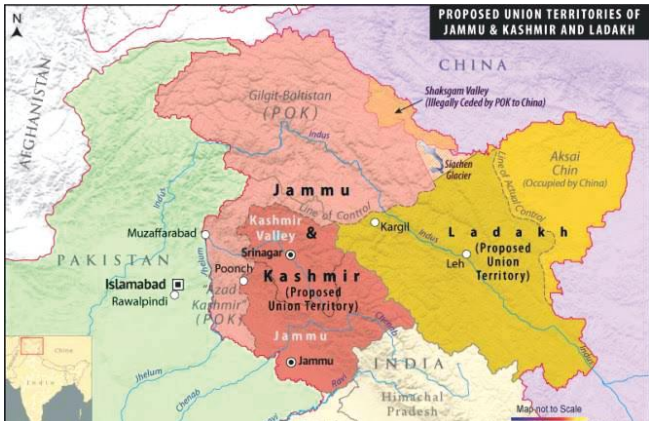 PROPOSED UNION TERRITORIES OF
JAMMU & KASHMIR AND LADAKH
N
AFGHANISTAN
CHINA
Gilgit-Baltistan
(POK)
Shaksgam Valley
(Illegally Ceded by POK to China)
Indus
Siachen
Glacier
Aksai
Chin
(Occupied by China)
Line of Actual Control
Indus
Jammu
Line of Control
Kashmir
Valley
&
Kargil
Indus
Ladakh
(Proposed
Union
Territory)
Leh
Muzaffarabad
Srinagar
PAKISTAN
Jhelum
Poonch
Kashmir
(Proposed
Union Territory)
Islamabad
Rawalpindi
"Azad
Kashmir"
(POK)
Chenab
Jammu
Jammu
INDIA
Indus
Jhelum
Chenab
Ravi
Himachal
Pradesh
China
India
Map not to Scale